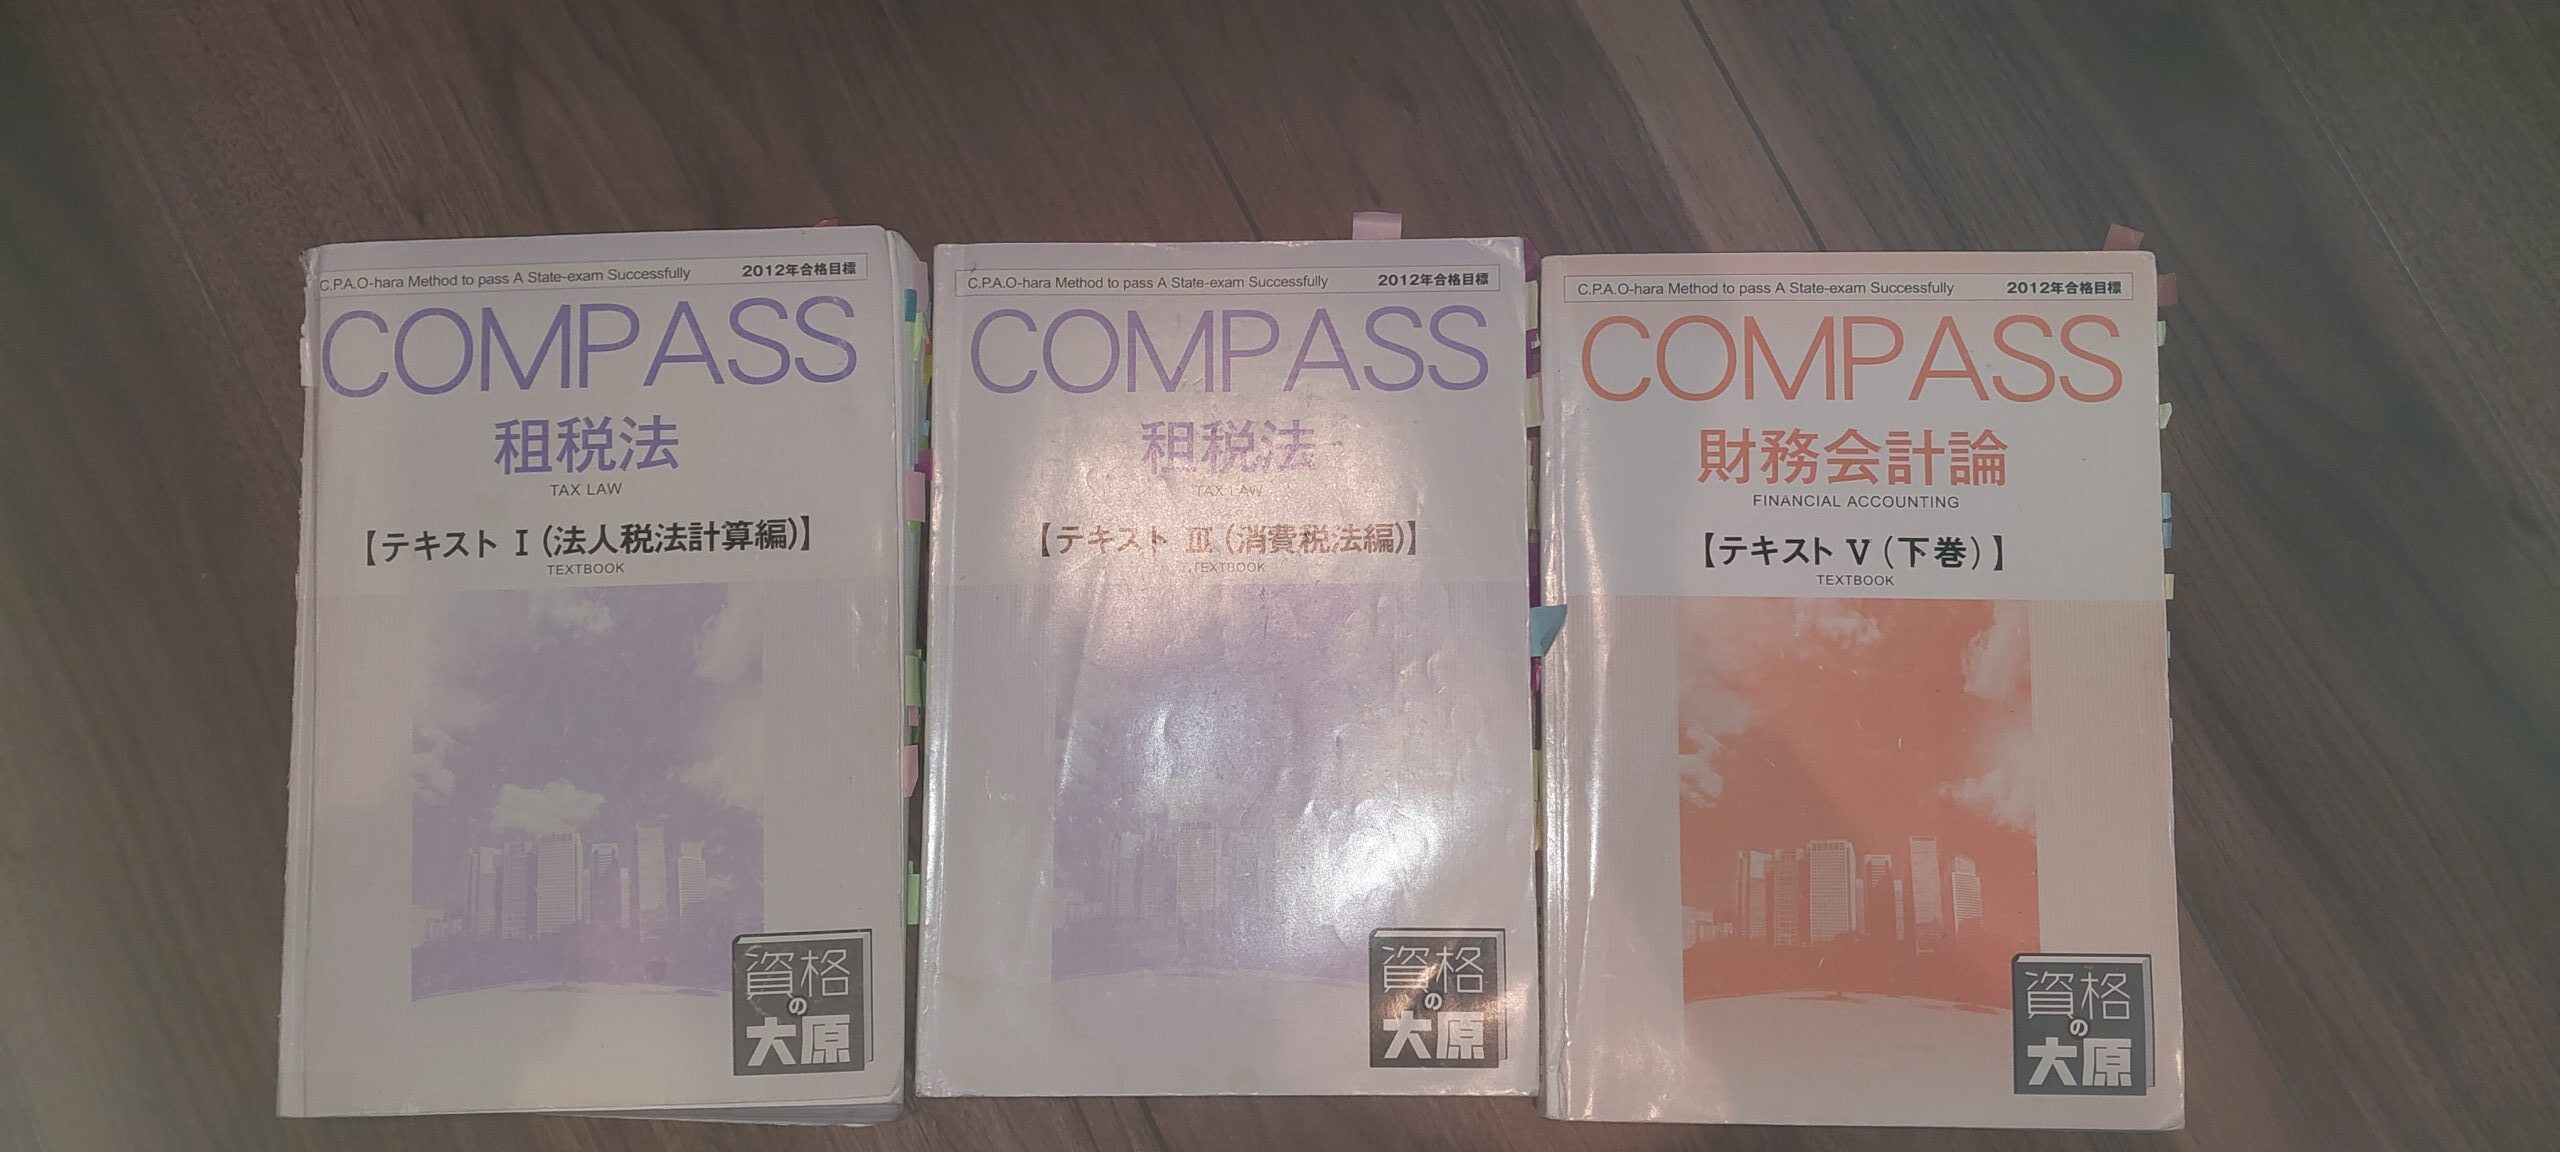 C.P.A.O-hara Method to pass A State-exam Successfully 2012年合格目標
COMPASS
租税法
TAX LAW
【テキスト Ⅰ (法人税法計算編)】
TEXTBOOK
資格
の
大原
C.P.A.O-hara Method to pass A State-exam Successfully 2012年合格目標
COMPASS
租税法
TAX LAW
【テキスト Ⅲ (消費税法編)】
TEXTBOOK
資格
の
大原
C.P.A.O-hara Method to pass A State-exam Successfully 2012年合格目標
COMPASS
財務会計論
FINANCIAL ACCOUNTING
【テキスト Ⅴ (下巻)】
TEXTBOOK
資格
の
大原